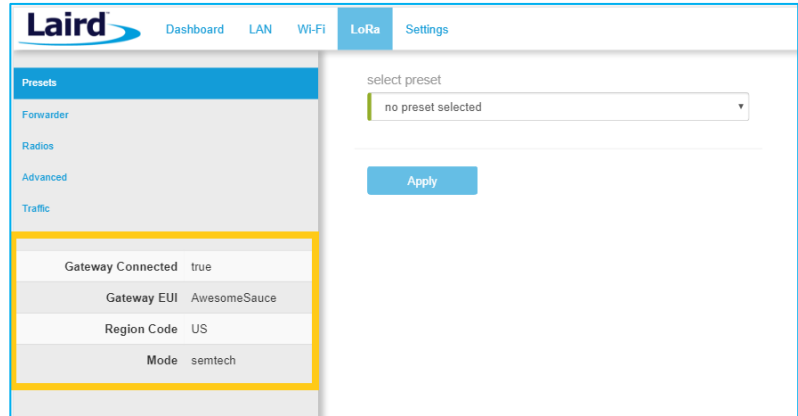 Laird
Dashboard LAN Wi-Fi LoRa Settings
Presets
Forwarder
Radios
Advanced
Traffic
Gateway Connected true
Gateway EUI AwesomeSauce
Region Code US
Mode semtech
select preset
no preset selected
Apply